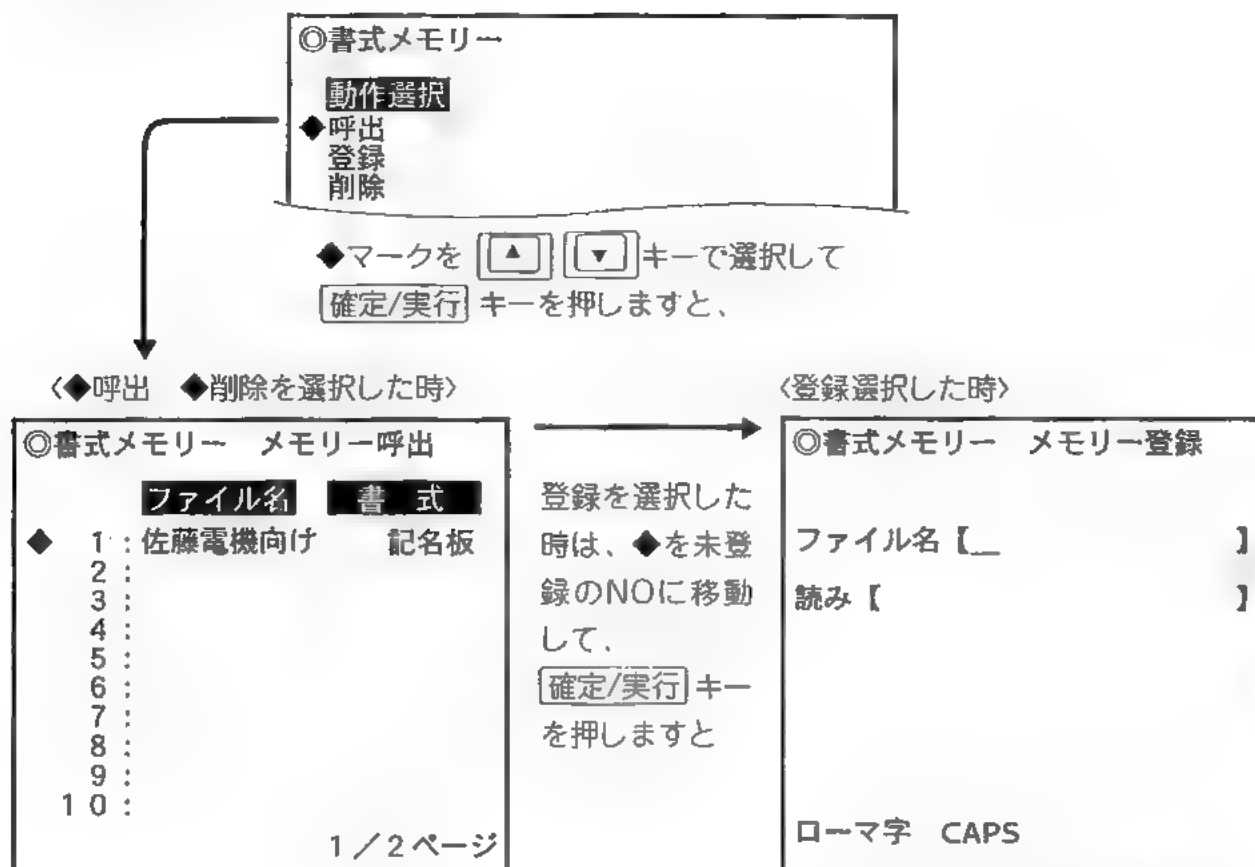 ◎書式メモリー
動作選択
◆呼出
登録
削除
◆マークを ▲ ▼ キーで選択して
確定/実行 キーを押しますと、
〈◆呼出 ◆削除を選択した時〉
◎書式メモリー メモリー呼出
ファイル名 書 式
◆ 1：佐藤電機向け 記名板
2：
3：
4：
5：
6：
7：
8：
9：
10：
1／2ページ
登録を選択した
時は、◆を未登
録のNOに移動
して、
確定/実行 キー
を押しますと
〈登録選択した時〉
◎書式メモリー メモリー登録
ファイル名【_ 】
読み【 】
ローマ字 CAPS